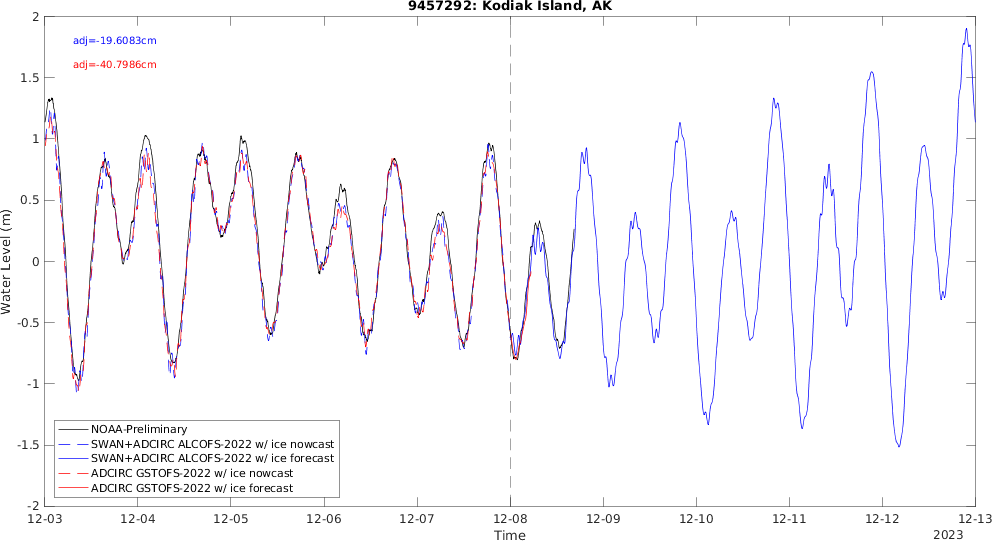 9457292: Kodiak Island, AK
adj=-19.6083cm
adj=-40.7986cm
Water Level (m)
2
1.5
1
0.5
0
-0.5
-1
-1.5
-2
NOAA-Preliminary
SWAN+ADCIRC ALCOFS-2022 w/ ice nowcast
SWAN+ADCIRC ALCOFS-2022 w/ ice forecast
ADCIRC GSTOFS-2022 w/ ice nowcast
ADCIRC GSTOFS-2022 w/ ice forecast
12-03 12-04 12-05 12-06 12-07 12-08 12-09 12-10 12-11 12-12 12-13
Time
2023